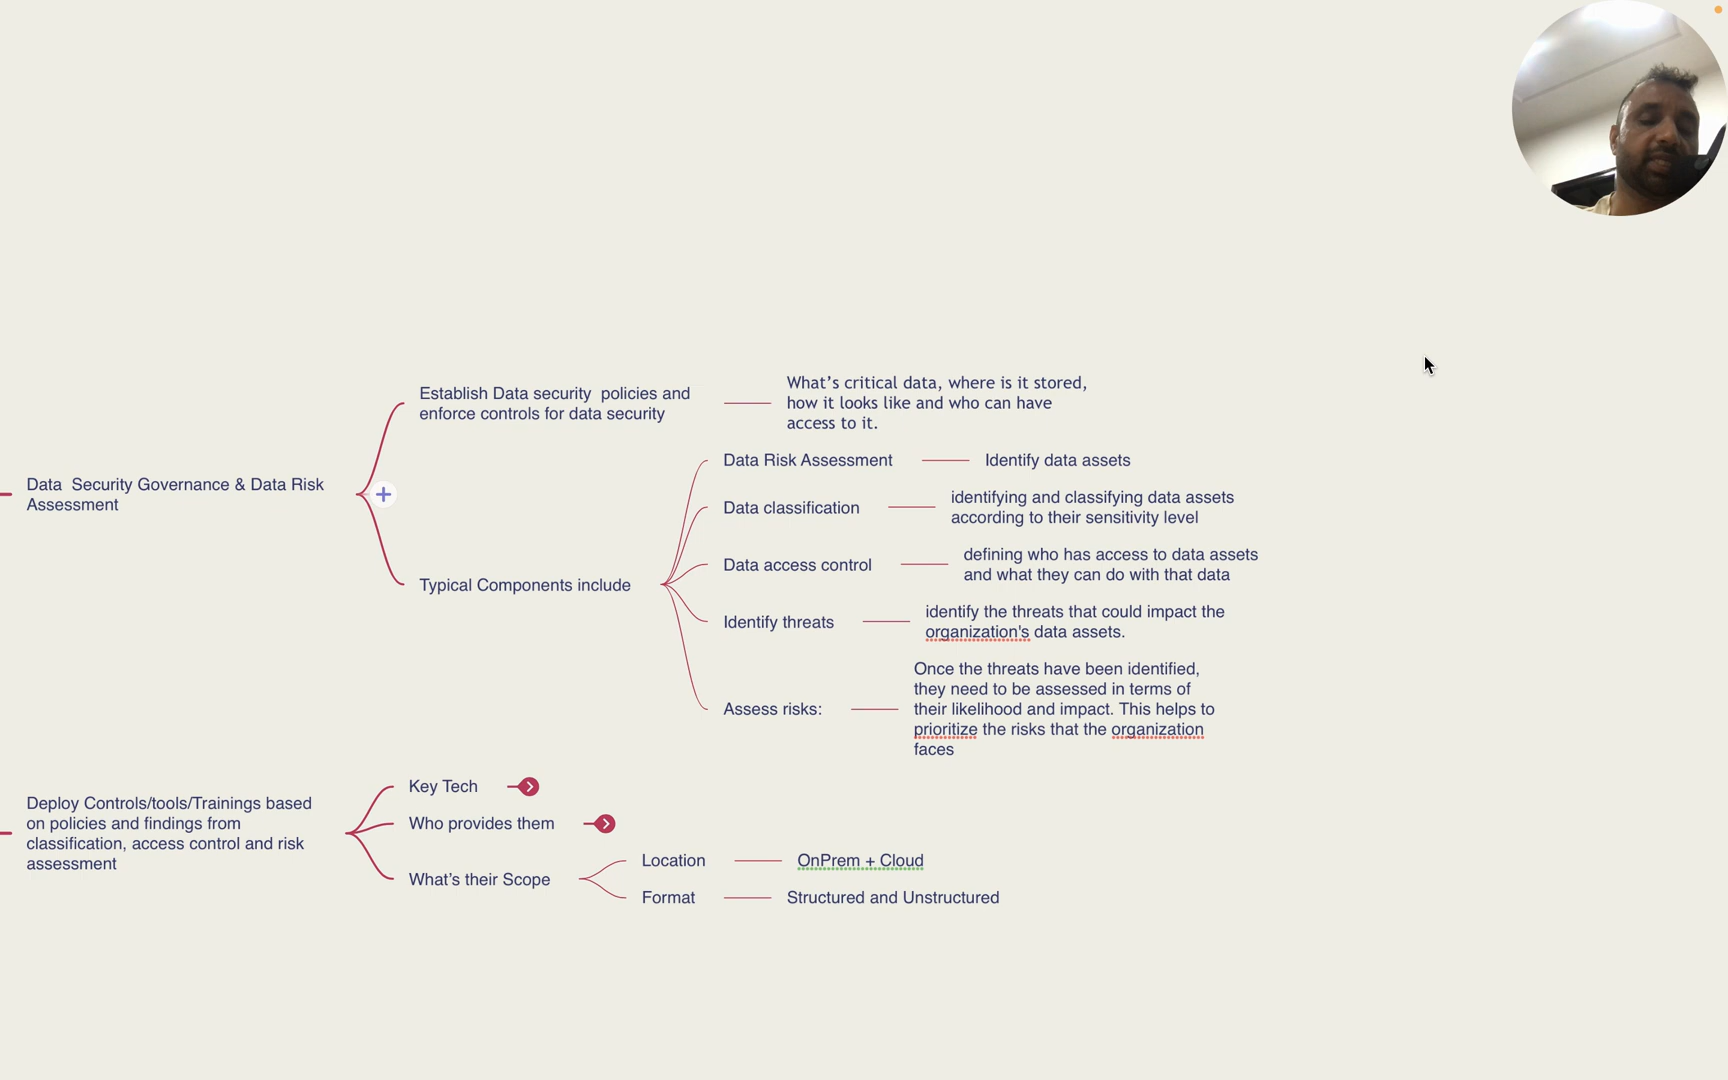 What’s critical data, where is it stored,
how it looks like and who can have
access to it.
Establish Data security  policies and
enforce controls for data security
Data Risk Assessment
Identify data assets
Data  Security Governance & Data Risk
Assessment
Data classification
identifying and classifying data assets
according to their sensitivity level
Data access control
defining who has access to data assets
and what they can do with that data
Typical Components include
Identify threats
identify the threats that could impact the
organization's data assets.
Assess risks:
Once the threats have been identified,
they need to be assessed in terms of
their likelihood and impact. This helps to
prioritize the risks that the organization
faces
Deploy Controls/tools/Trainings based
on policies and findings from
classification, access control and risk
assessment
Key Tech
Who provides them
What’s their Scope
Location
OnPrem + Cloud
Format
Structured and Unstructured